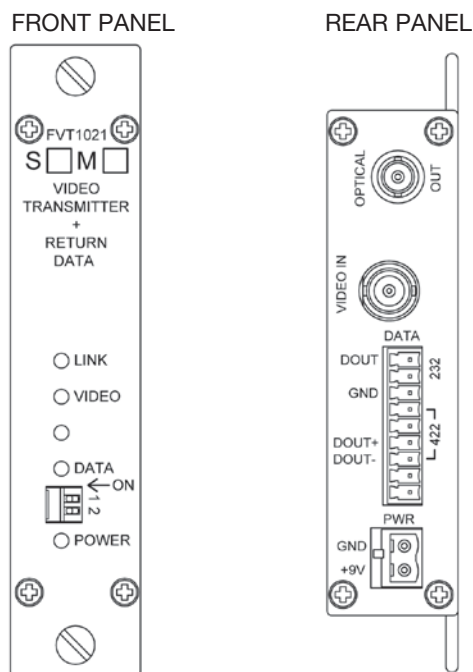 FRONT PANEL
FVT1021
S M
VIDEO
TRANSMITTER
+
RETURN
DATA
LINK
VIDEO
DATA
←ON
1
2
POWER
REAR PANEL
OPTICAL
OUT
VIDEO IN
DATA
DOUT
232
GND
422
DOUT+
DOUT-
PWR
GND
+9V